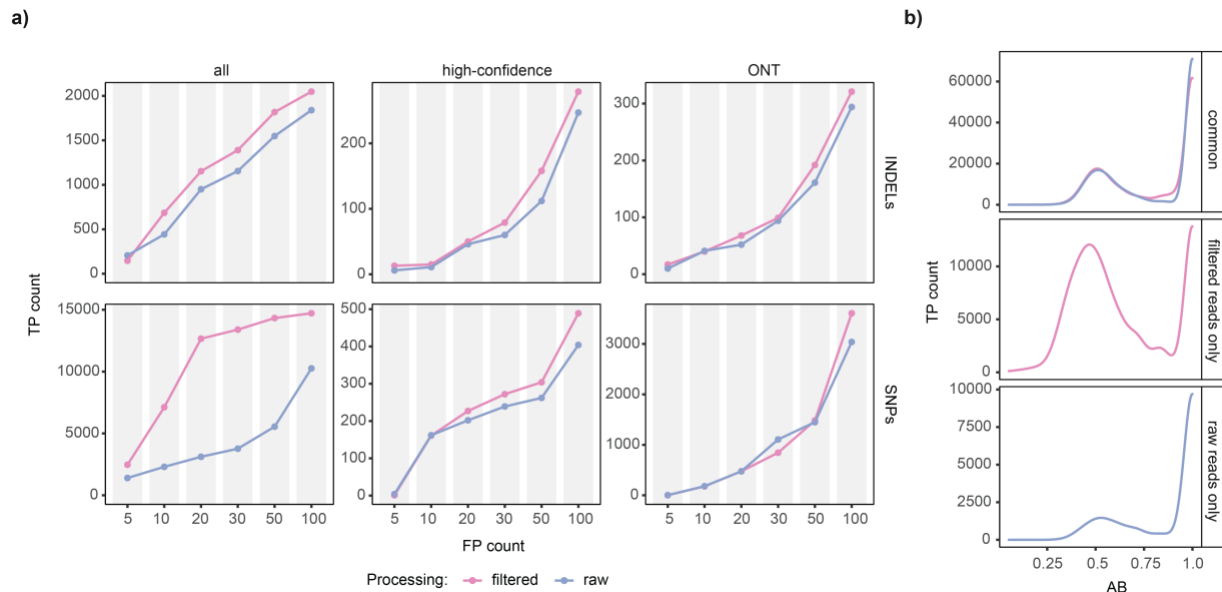 a)
all
high-confidence
ONT
2000
1500
1000
500
0
200
100
0
300
200
100
0
INDELs
15000
10000
5000
0
500
400
300
200
100
0
3000
2000
1000
0
SNPs
TP count
5 10 20 30 50 100
5 10 20 30 50 100
5 10 20 30 50 100
FP count
Processing: filtered raw
b)
60000
40000
20000
0
common
10000
5000
0
filtered reads only
10000
7500
5000
2500
0
raw reads only
TP count
0.25 0.5 0.75 1.0
AB